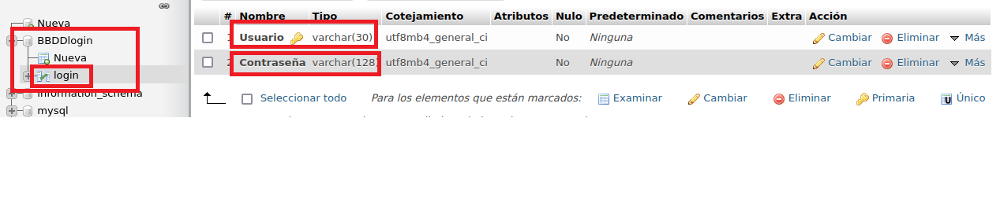 # Nombre Tipo Cotejamiento Atributos Nulo Predeterminado Comentarios Extra Acción
Nueva
BBDDlogin
Nueva
login
information_schema
mysql
1 Usuario varchar(30) utf8mb4_general_ci No Ninguna Cambiar Eliminar Más
2 Contraseña varchar(128) utf8mb4_general_ci No Ninguna Cambiar Eliminar Más
Seleccionar todo Para los elementos que están marcados: Examinar Cambiar Eliminar Primaria Único